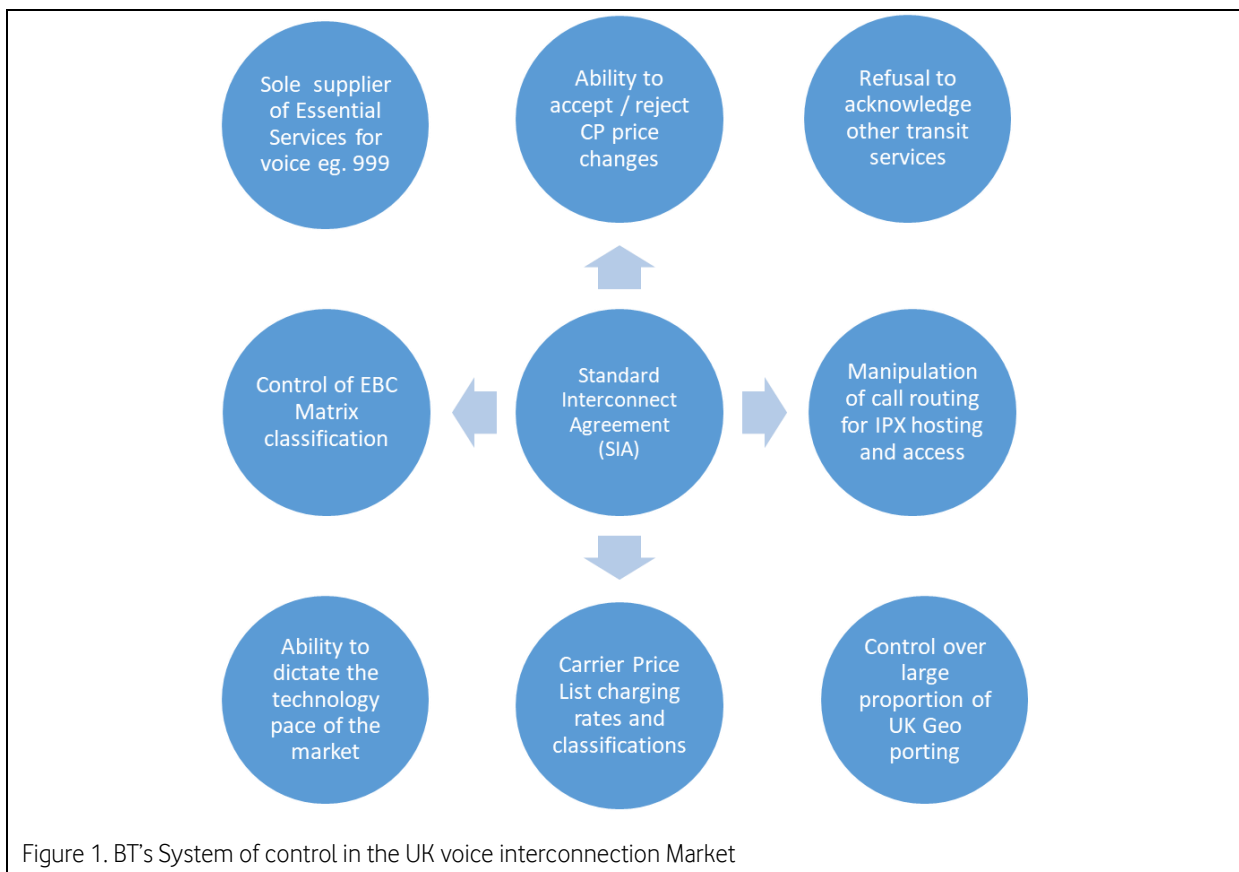 Sole supplier
of Essential
Services for
voice eg. 999
Ability to
accept / reject
CP price
changes
Refusal to
acknowledge
other transit
services
Control of EBC
Matrix
classification
Standard
Interconnect
Agreement
(SIA)
Manipulation
of call routing
for IPX hosting
and access
Ability to
dictate the
technology
pace of the
market
Carrier Price
List charging
rates and
classifications
Control over
large
proportion of
UK Geo
porting
Figure 1. BT's System of control in the UK voice interconnection Market